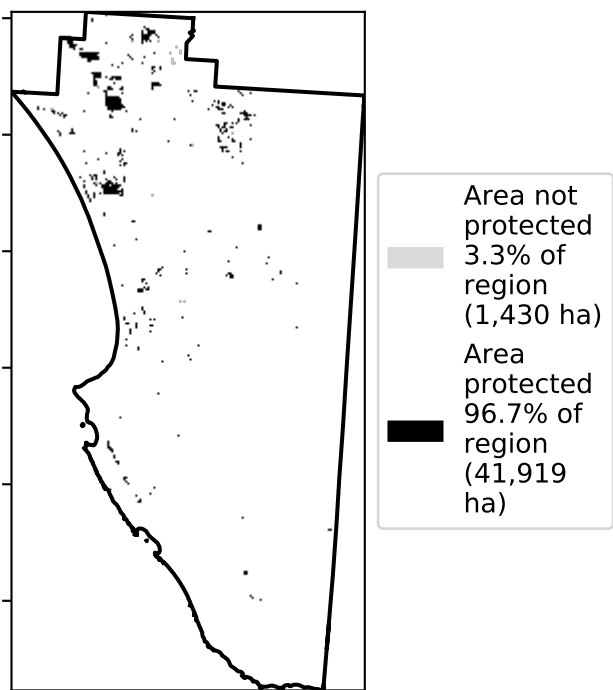 Area not
protected
3.3% of
region
(1,430 ha)
Area
protected
96.7% of
region
(41,919
ha)